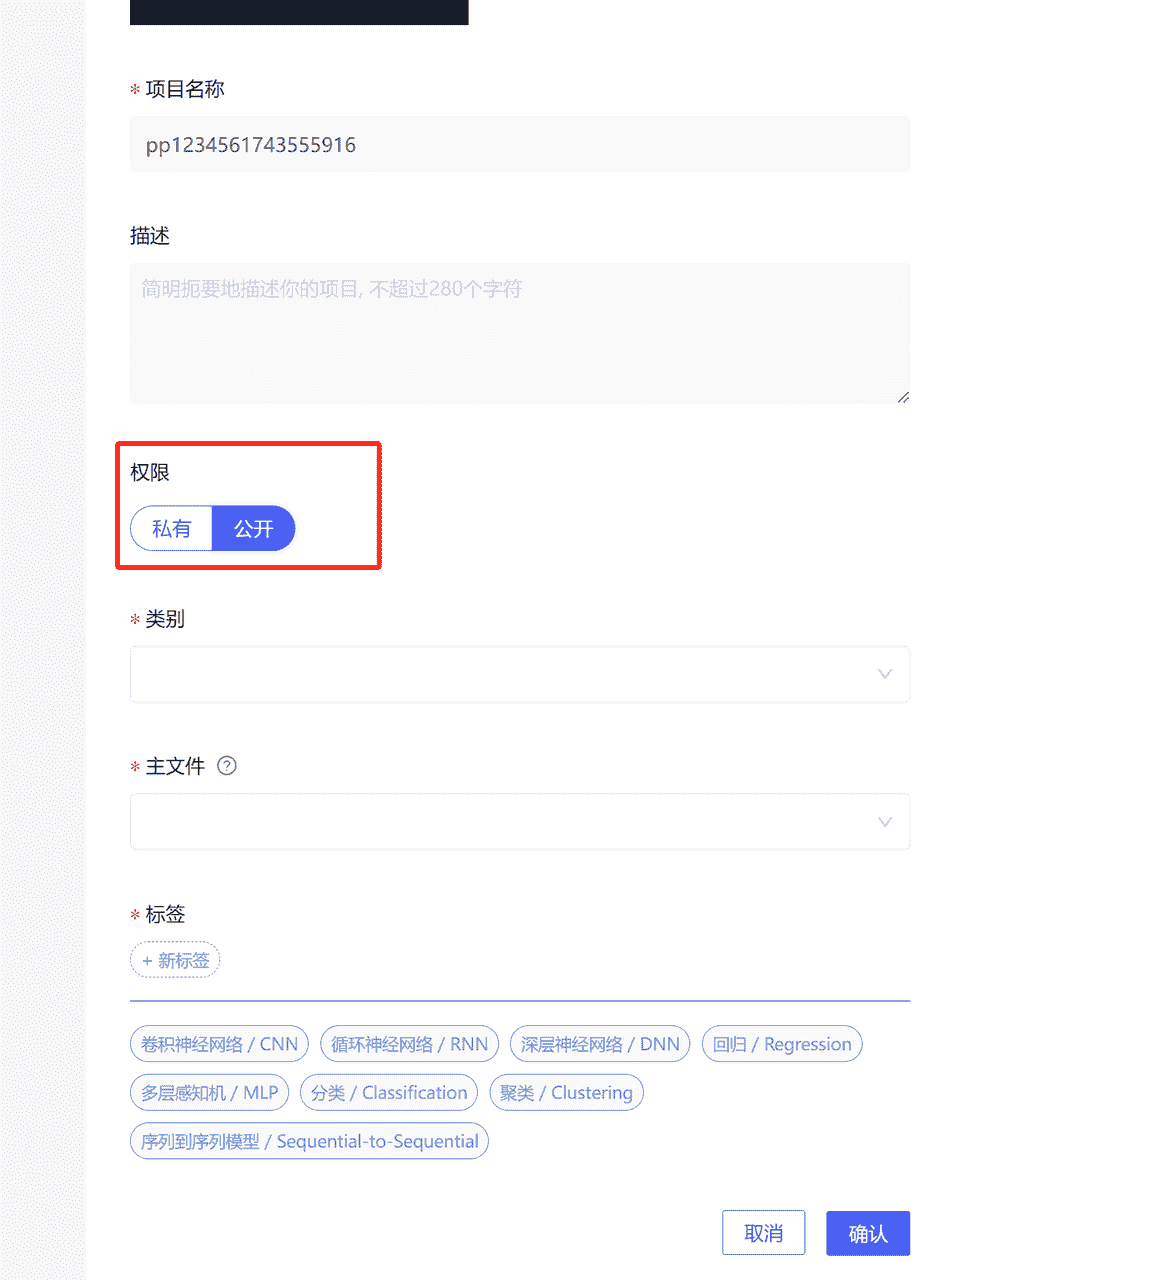 * 项目名称
pp1234561743555916
描述
简明扼要地描述你的项目, 不超过280个字符
权限
私有 公开
* 类别
* 主文件 ?
* 标签
+ 新标签
卷积神经网络 / CNN 循环神经网络 / RNN 深层神经网络 / DNN 回归 / Regression
多层感知机 / MLP 分类 / Classification 聚类 / Clustering
序列到序列模型 / Sequential-to-Sequential
取消 确认